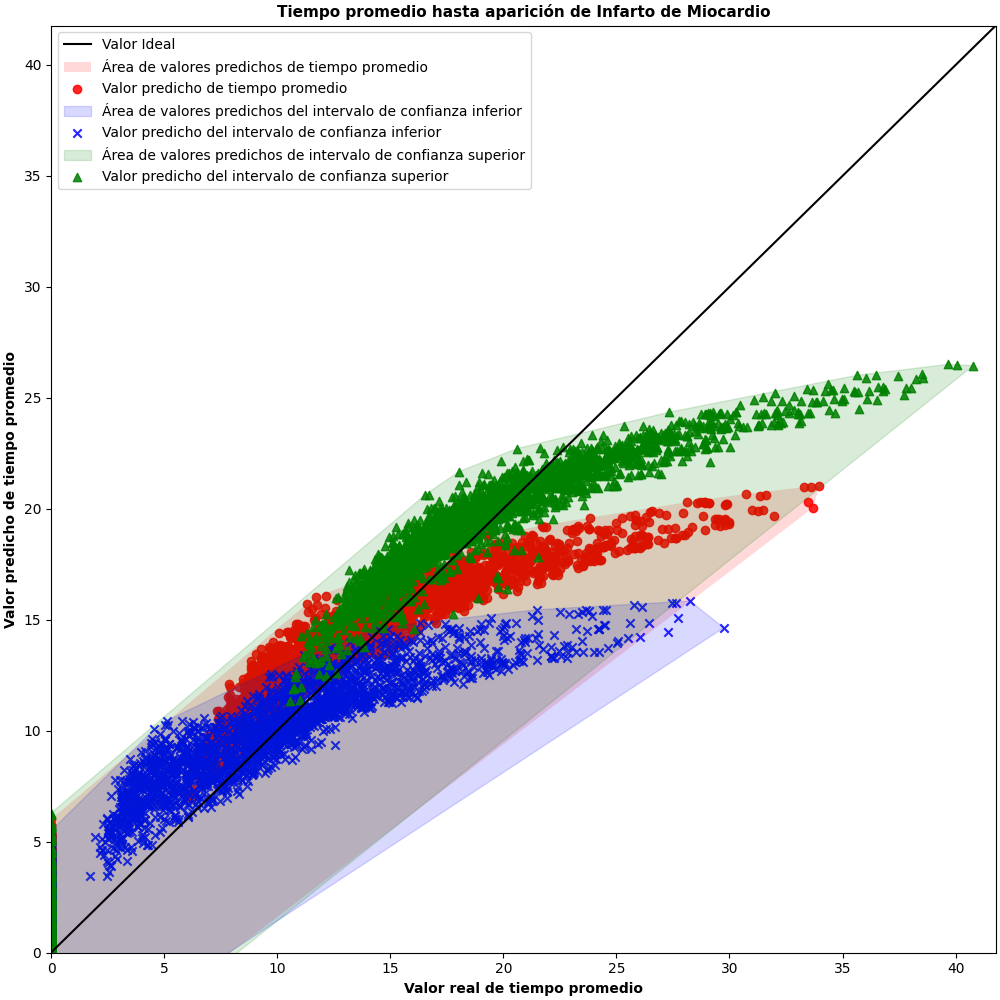 Tiempo promedio hasta aparición de Infarto de Miocardio
Valor Ideal
Área de valores predichos de tiempo promedio
Valor predicho de tiempo promedio
Área de valores predichos del intervalo de confianza inferior
Valor predicho del intervalo de confianza inferior
Área de valores predichos de intervalo de confianza superior
Valor predicho del intervalo de confianza superior
Valor predicho de tiempo promedio
40
35
30
25
20
15
10
5
0
0 5 10 15 20 25 30 35 40
Valor real de tiempo promedio